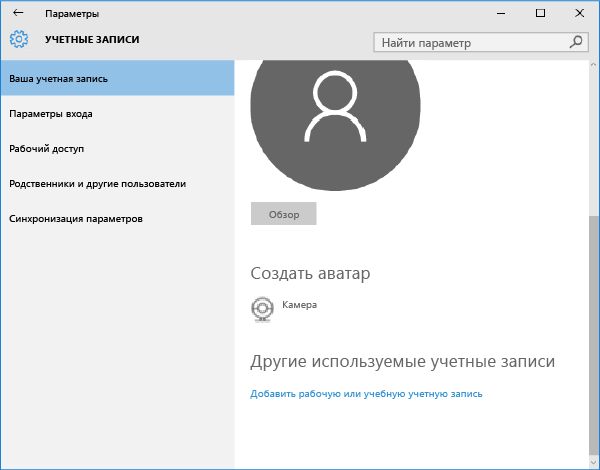 Параметры
УЧЕТНЫЕ ЗАПИСИ
Найти параметр
Ваша учетная запись
Параметры входа
Рабочий доступ
Родственники и другие пользователи
Синхронизация параметров
Обзор
Создать аватар
Камера
Другие используемые учетные записи
Добавить рабочую или учебную учетную запись